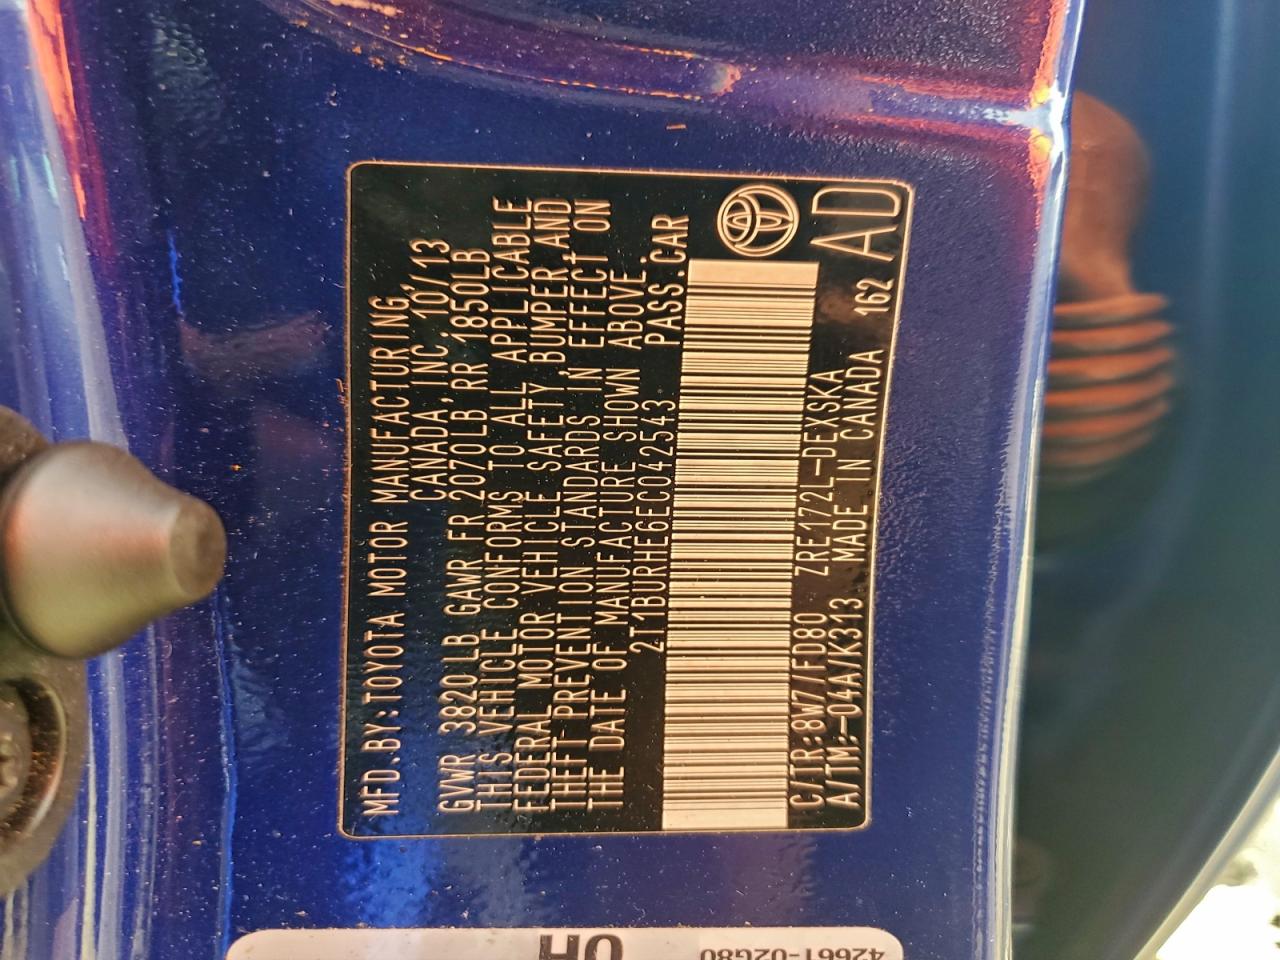 MFD.BY:TOYOTA MOTOR MANUFACTURING,
CANADA,INC. 10/13
GVWR 3820LB GAWR FR 2070LB RR 1850LB
THIS VEHICLE CONFORMS TO ALL APPLICABLE
FEDERAL MOTOR VEHICLE SAFETY,BUMPER,AND
THEFT PREVENTION STANDARDS IN EFFECT ON
THE DATE OF MANUFACTURE SHOWN ABOVE.
2T1BURHE6EC042543 PASS.CAR
C/TR:8W7/FD80 ZRE172L-DEXSKA
A/TM:-04A/K313 MADE IN CANADA 162 AD
42661-02G80